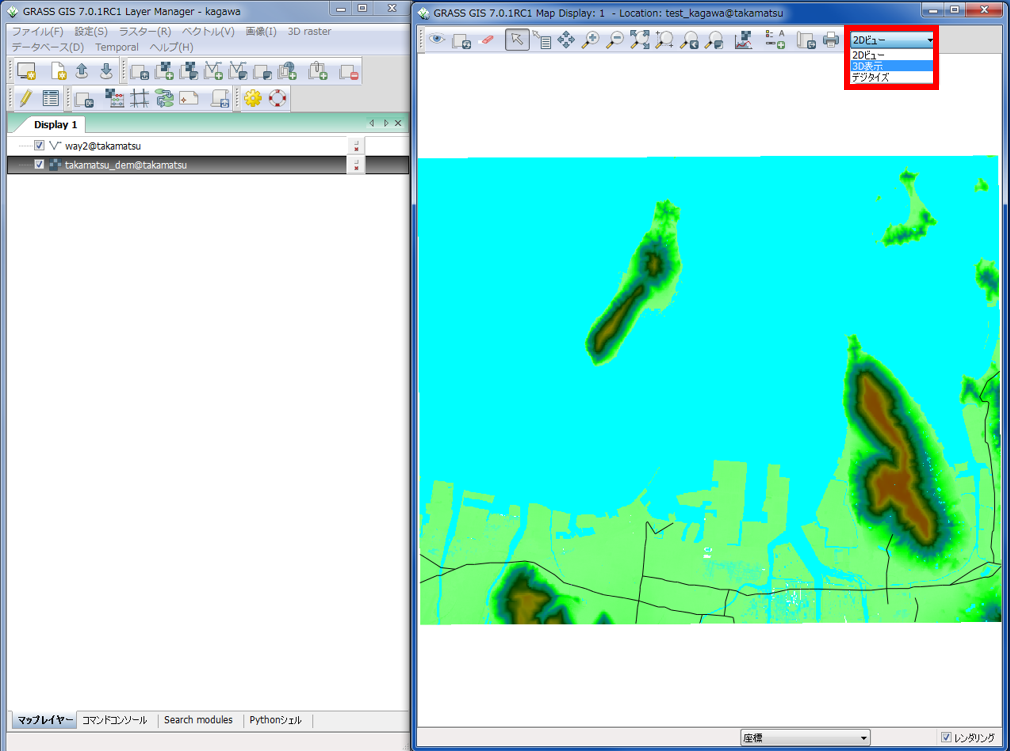 GRASS GIS 7.0.1RC1 Layer Manager - kagawa
ファイル(F) 設定(S) ラスター(R) ベクトル(V) 画像(I) 3D raster
データベース(D) Temporal ヘルプ(H)
Display 1
way2@takamatsu
takamatsu_dem@takamatsu
マップレイヤー コマンドコンソール Search modules Pythonシェル
GRASS GIS 7.0.1RC1 Map Display: 1 - Location: test_kagawa@takamatsu
2Dビュー
2Dビュー
3D表示
デジタイズ
座標
レンダリング